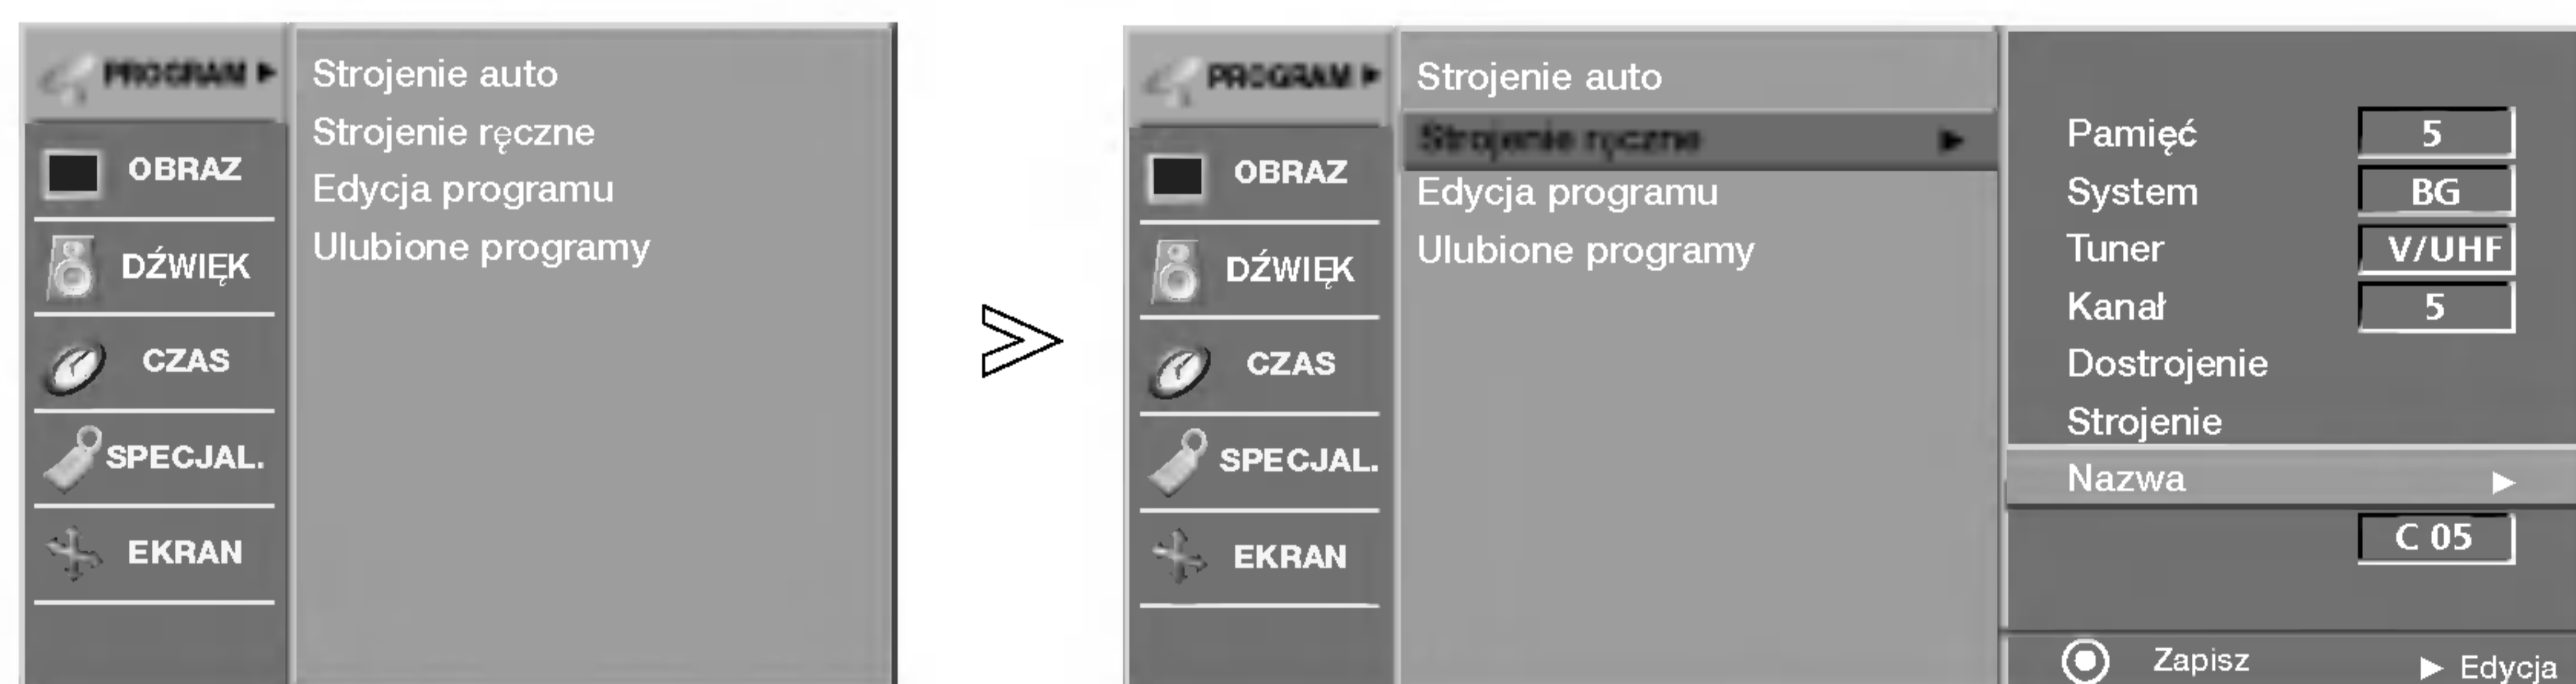 PROGRAM ►
OBRAZ
DŹWIĘK
CZAS
SPECJAL.
EKRAN
Strojenie auto
Strojenie ręczne
Edycja programu
Ulubione programy
PROGRAM ►
OBRAZ
DŹWIĘK
CZAS
SPECJAL.
EKRAN
Strojenie auto
Strojenie ręczne ►
Edycja programu
Ulubione programy
Pamięć 5
System BG
Tuner V/UHF
Kanał 5
Dostrojenie
Strojenie
Nazwa ►
C 05
Zapisz ► Edycja